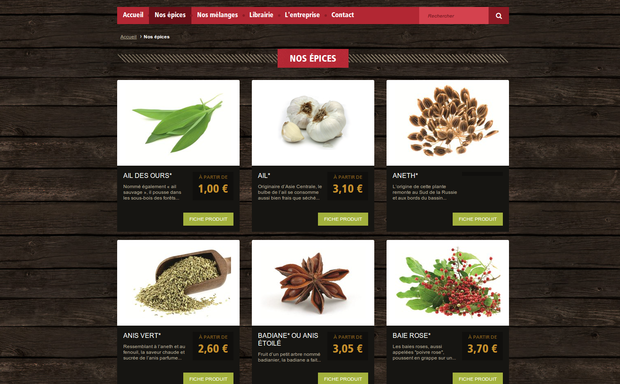 Accueil Nos épices Nos mélanges Librairie L'entreprise Contact Rechercher
Accueil › Nos épices
NOS ÉPICES
AIL DES OURS*
Nommé également « ail
sauvage », il pousse dans
les sous-bois des forêts...
À PARTIR DE
1,00 €
FICHE PRODUIT
AIL*
Originaire d'Asie Centrale, le
bulbe de l'ail se consomme
aussi bien frais que séché...
À PARTIR DE
3,10 €
FICHE PRODUIT
ANETH*
L'origine de cette plante
remonte au Sud de la Russie
et aux bords du bassin...
FICHE PRODUIT
ANIS VERT*
Ressemblant à l'aneth et au
fenouil, la saveur chaude et
sucrée de l'anis parfume...
À PARTIR DE
2,60 €
FICHE PRODUIT
BADIANE* OU ANIS
ÉTOILÉ
Fruit d'un petit arbre nommé
badianier, la badiane a fait...
À PARTIR DE
3,05 €
FICHE PRODUIT
BAIE ROSE*
Les baies roses, aussi
appelées "poivre rose",
poussent en grappe sur un...
À PARTIR DE
3,70 €
FICHE PRODUIT